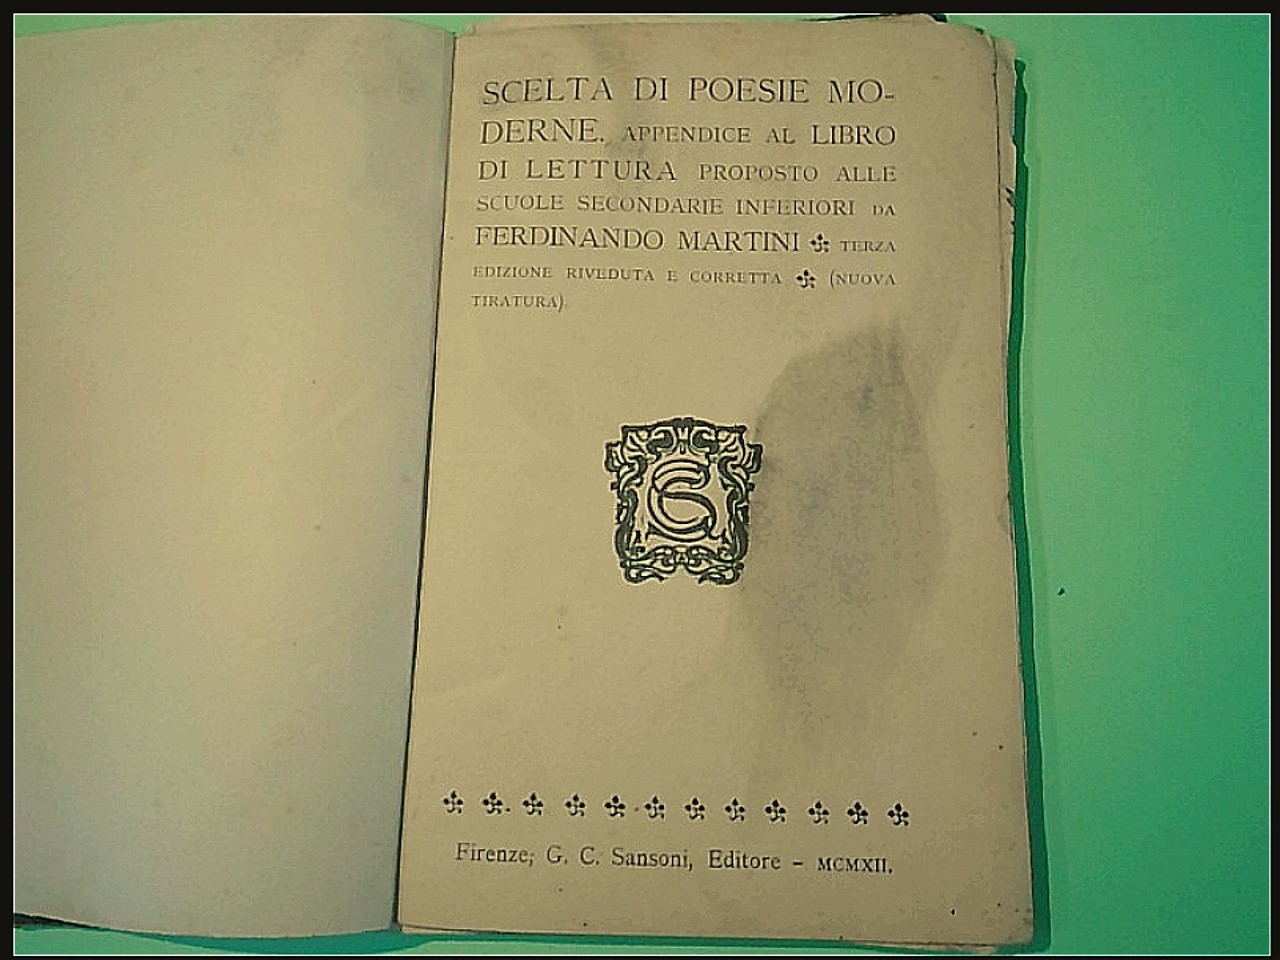 SCELTA DI POESIE MO-
DERNE. APPENDICE AL LIBRO
DI LETTURA PROPOSTO ALLE
SCUOLE SECONDARIE INFERIORI DA
FERDINANDO MARTINI ✤ TERZA
EDIZIONE RIVEDUTA E CORRETTA ✤ (NUOVA
TIRATURA).
GCS
Firenze, G. C. Sansoni, Editore - MCMXII.